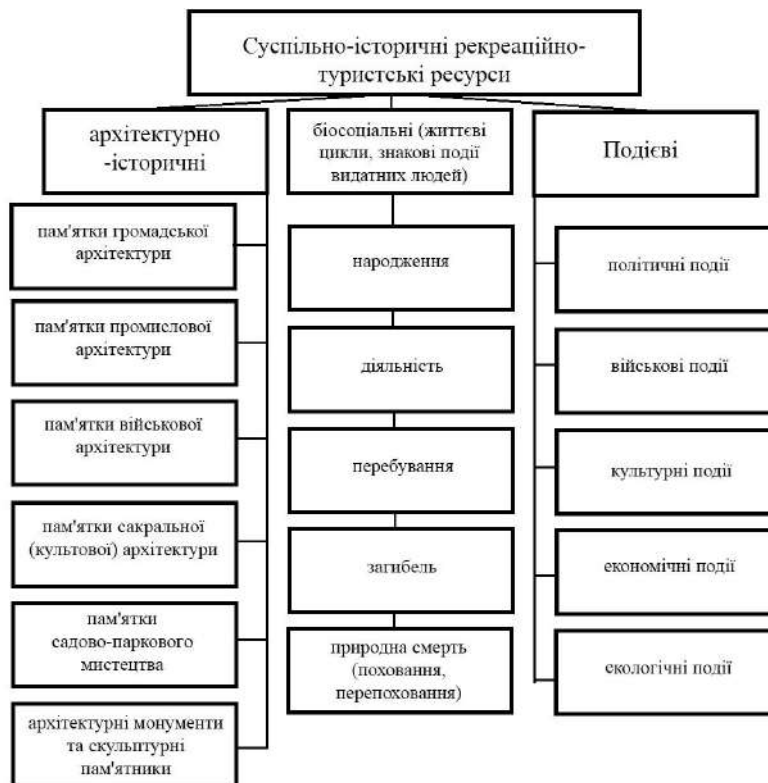 Суспільно-історичні рекреаційно-
туристські ресурси
архітектурно
-історичні
пам'ятки громадської
архітектури
пам'ятки промислової
архітектури
пам'ятки військової
архітектури
пам'ятки сакральної
(культової) архітектури
пам'ятки
садово-паркового
мистецтва
архітектурні монументи
та скульптурні
пам'ятники
біосоціальні (життєві
цикли, знакові події
видатних людей)
народження
діяльність
перебування
загибель
природна смерть
(поховання,
перепоховання)
Подієві
політичні події
військові події
культурні події
економічні події
екологічні події